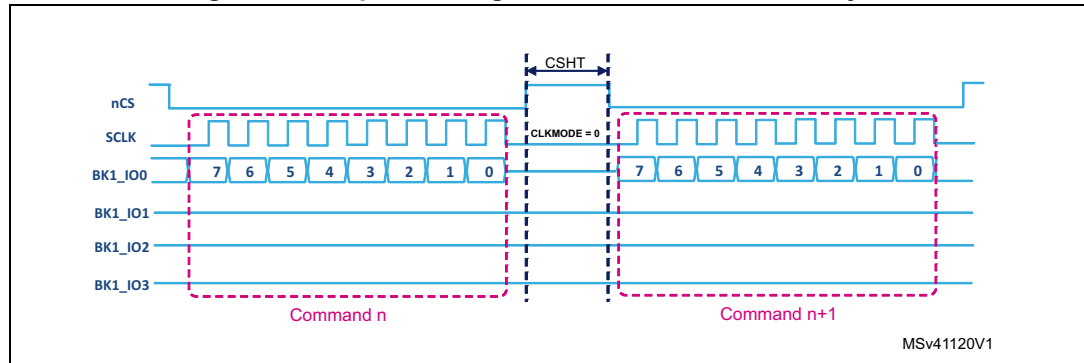 CSHT
nCS
SCLK
CLKMODE = 0
BK1_IO0
7 6 5 4 3 2 1 0
7 6 5 4 3 2 1 0
BK1_IO1
BK1_IO2
BK1_IO3
Command n
Command n+1
MSv41120V1